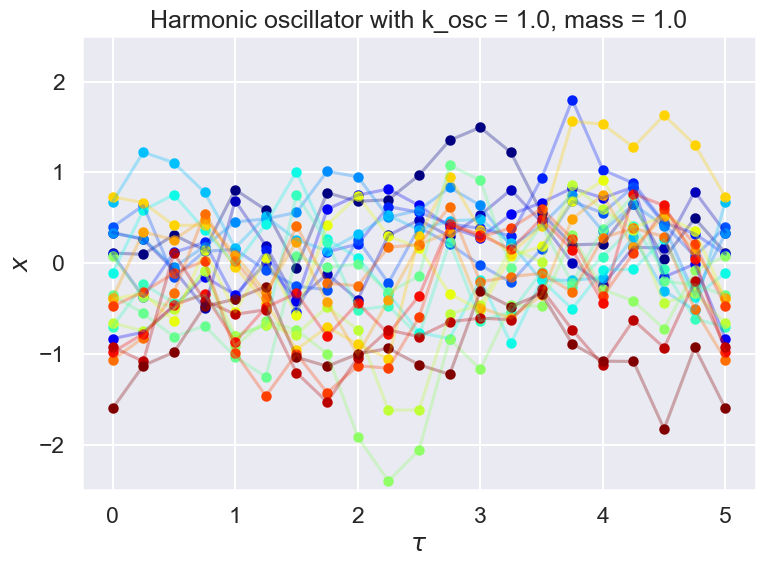 Harmonic oscillator with k_osc = 1.0, mass = 1.0
x
2
1
0
−1
−2
0 1 2 3 4 5
τ